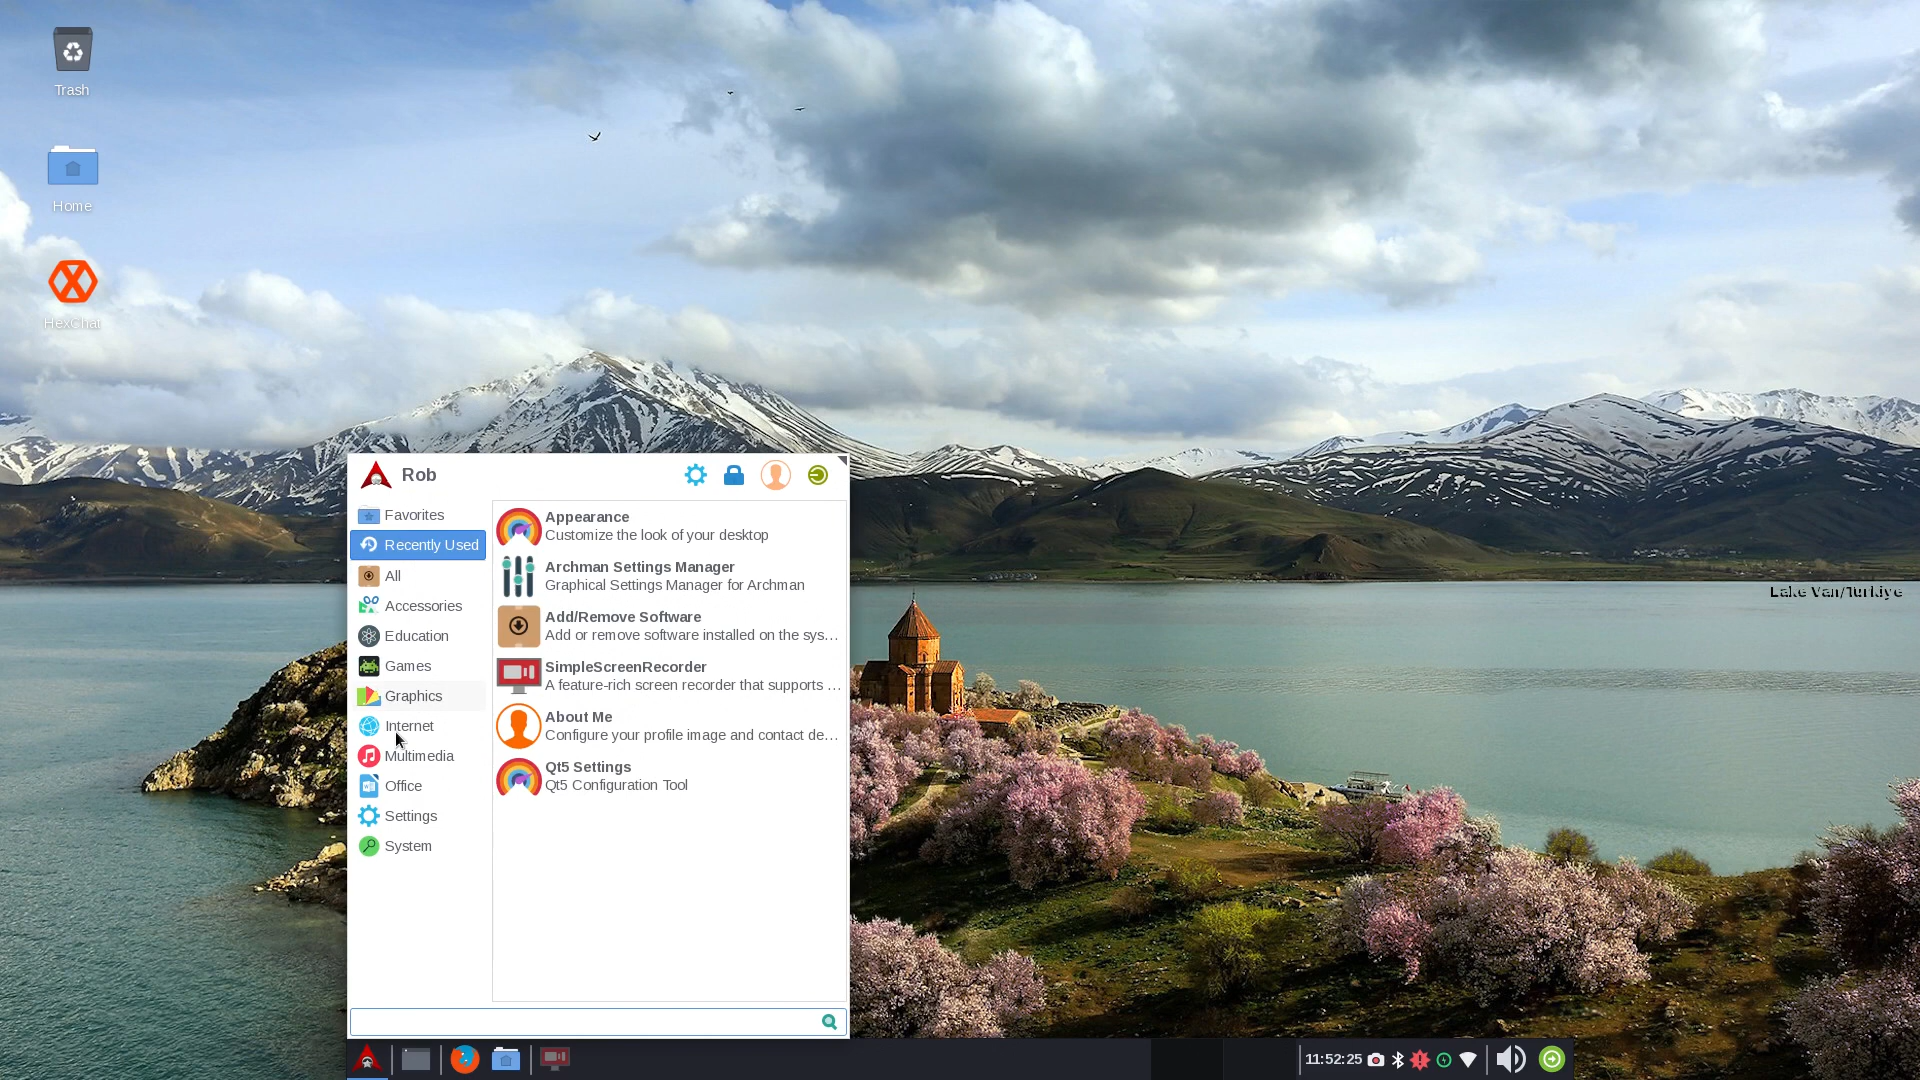 Trash
Home
HexChat
Rob
Favorites
Recently Used
All
Accessories
Education
Games
Graphics
Internet
Multimedia
Office
Settings
System
Appearance
Customize the look of your desktop
Archman Settings Manager
Graphical Settings Manager for Archman
Add/Remove Software
Add or remove software installed on the sys...
SimpleScreenRecorder
A feature-rich screen recorder that supports ...
About Me
Configure your profile image and contact de...
Qt5 Settings
Qt5 Configuration Tool
Lake Van/Türkiye
11:52:25